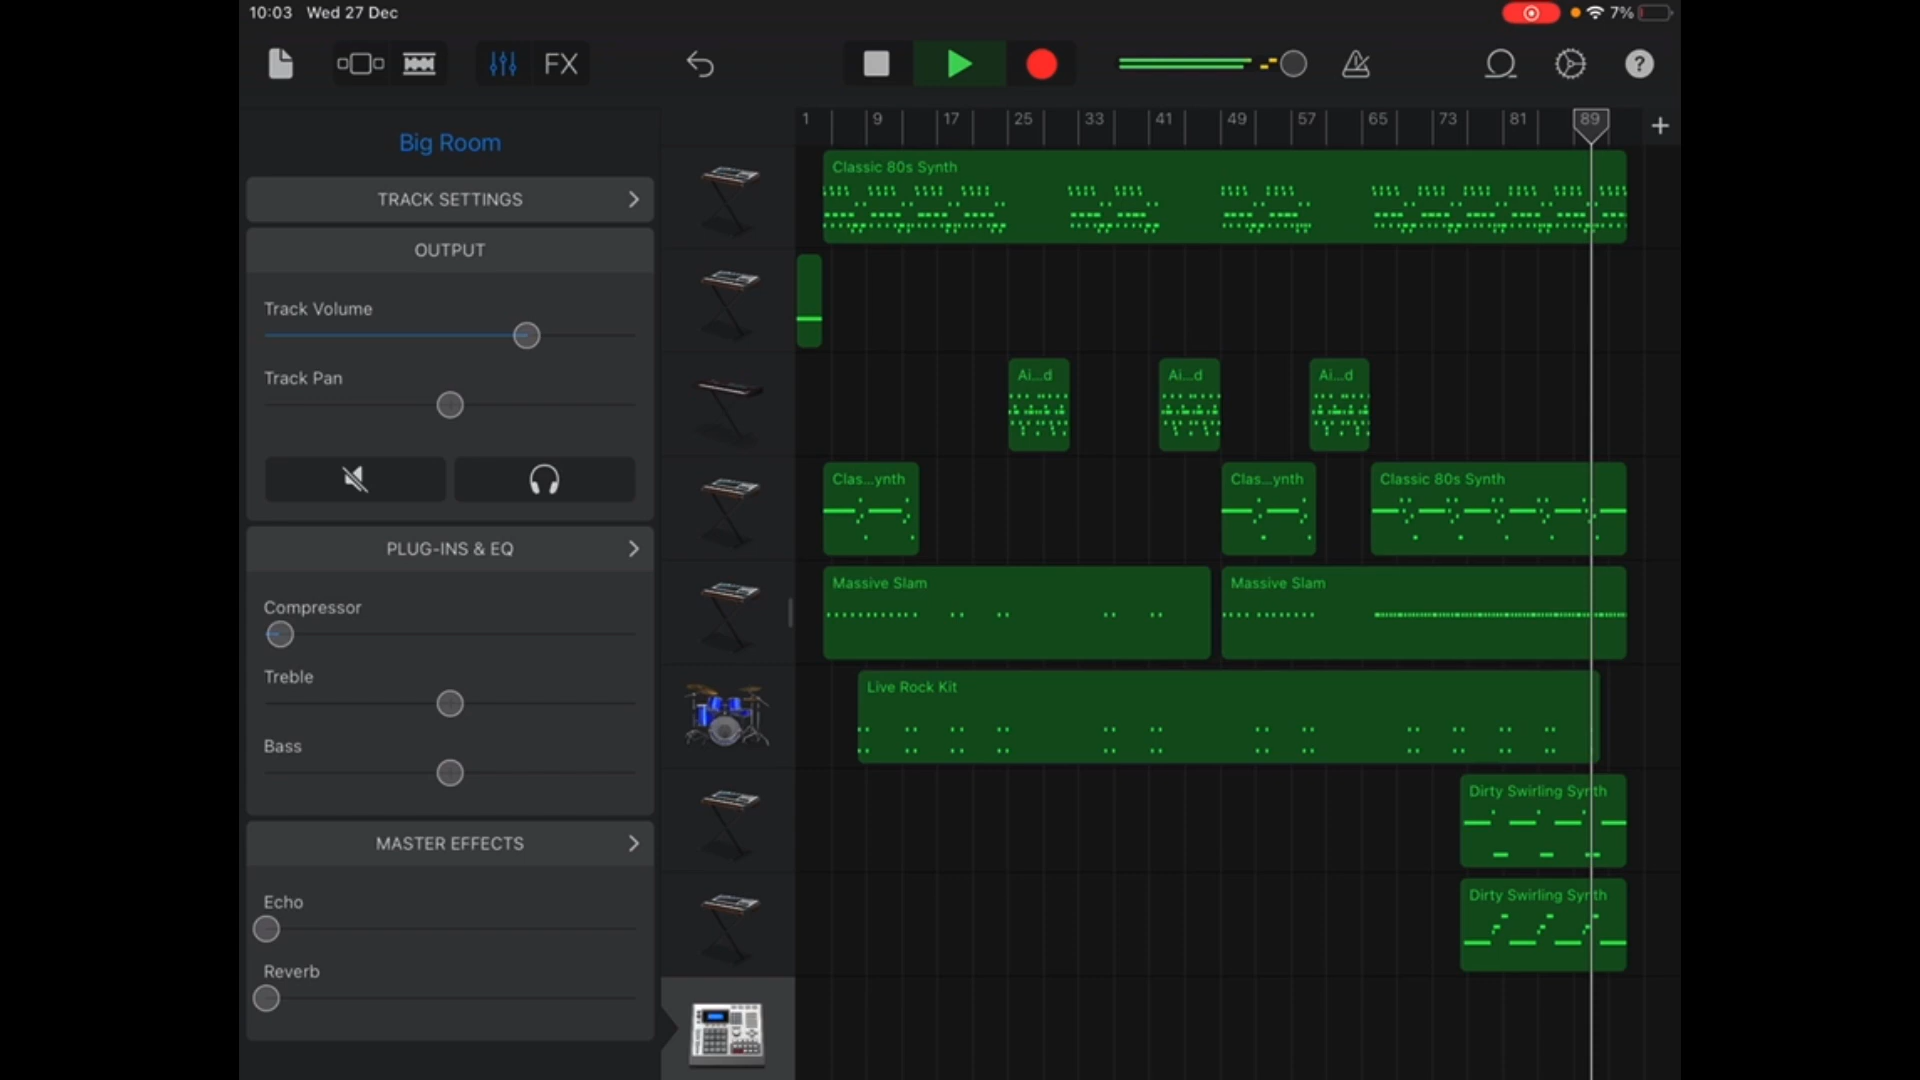 10:03 Wed 27 Dec
7%
FX
?
1 9 17 25 33 41 49 57 65 73 81 89 +
Big Room
TRACK SETTINGS
OUTPUT
Track Volume
Track Pan
PLUG-INS & EQ
Compressor
Treble
Bass
MASTER EFFECTS
Echo
Reverb
Classic 80s Synth
Ai...d
Ai...d
Ai...d
Clas...ynth
Clas...ynth
Classic 80s Synth
Massive Slam
Massive Slam
Live Rock Kit
Dirty Swirling Synth
Dirty Swirling Synth